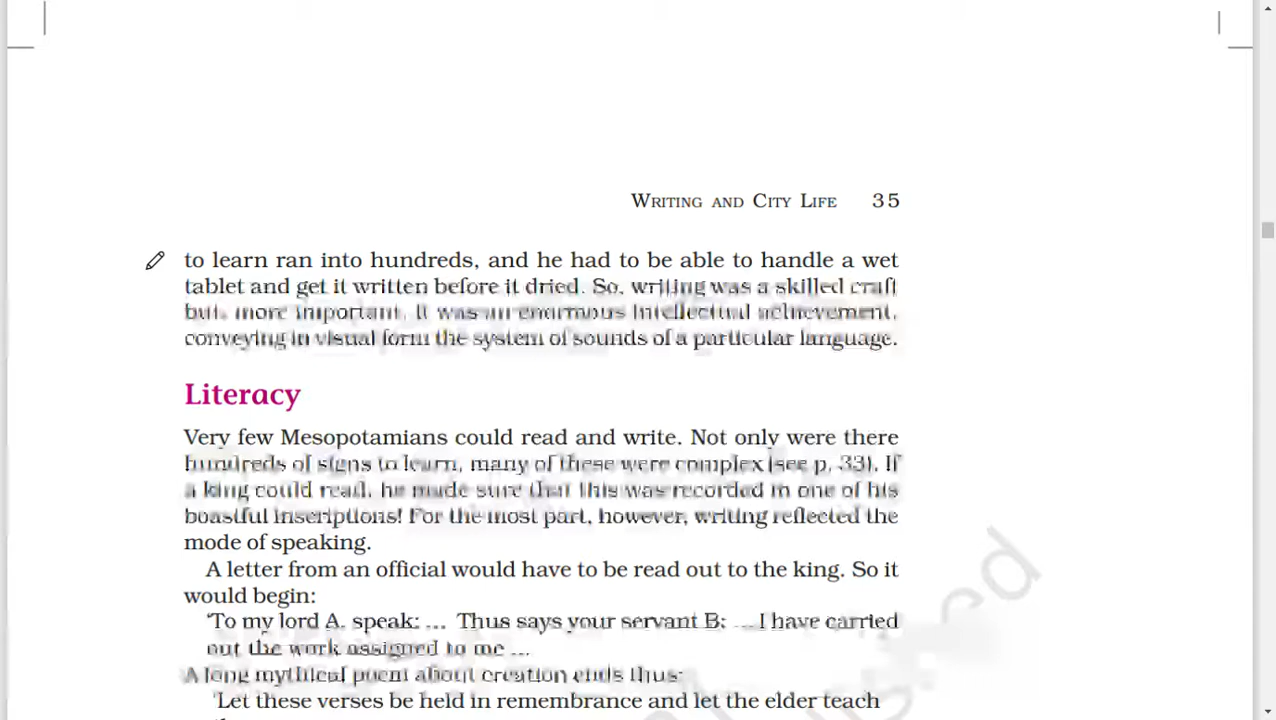 WRITING AND CITY LIFE 35
to learn ran into hundreds, and he had to be able to handle a wet
tablet and get it written before it dried. So, writing was a skilled craft
but, more important, it was an enormous intellectual achievement,
conveying in visual form the system of sounds of a particular language.
Literacy
Very few Mesopotamians could read and write. Not only were there
hundreds of signs to learn, many of these were complex (see p. 33). If
a king could read, he made sure that this was recorded in one of his
boastful inscriptions! For the most part, however, writing reflected the
mode of speaking.
A letter from an official would have to be read out to the king. So it
would begin:
‘To my lord A, speak: … Thus says your servant B: … I have carried
out the work assigned to me …
A long mythical poem about creation ends thus:
‘Let these verses be held in remembrance and let the elder teach